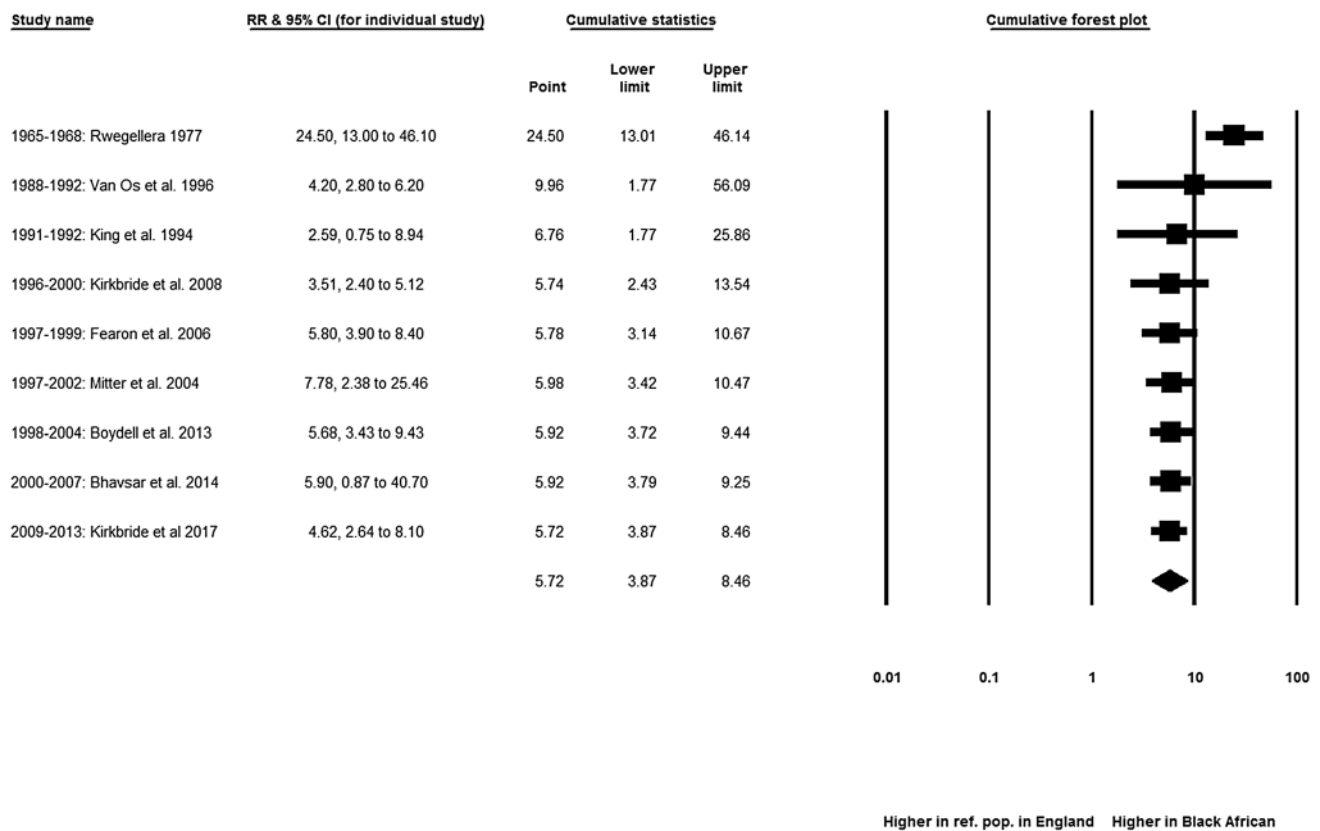 Study name RR & 95% CI (for individual study) Cumulative statistics Cumulative forest plot
Lower Upper
Point limit limit
1965-1968: Rwegellera 1977 24.50, 13.00 to 46.10 24.50 13.01 46.14
1988-1992: Van Os et al. 1996 4.20, 2.80 to 6.20 9.96 1.77 56.09
1991-1992: King et al. 1994 2.59, 0.75 to 8.94 6.76 1.77 25.86
1996-2000: Kirkbride et al. 2008 3.51, 2.40 to 5.12 5.74 2.43 13.54
1997-1999: Fearon et al. 2006 5.80, 3.90 to 8.40 5.78 3.14 10.67
1997-2002: Mitter et al. 2004 7.78, 2.38 to 25.46 5.98 3.42 10.47
1998-2004: Boydell et al. 2013 5.68, 3.43 to 9.43 5.92 3.72 9.44
2000-2007: Bhavsar et al. 2014 5.90, 0.87 to 40.70 5.92 3.79 9.25
2009-2013: Kirkbride et al 2017 4.62, 2.64 to 8.10 5.72 3.87 8.46
5.72 3.87 8.46
0.01 0.1 1 10 100
Higher in ref. pop. in England Higher in Black African